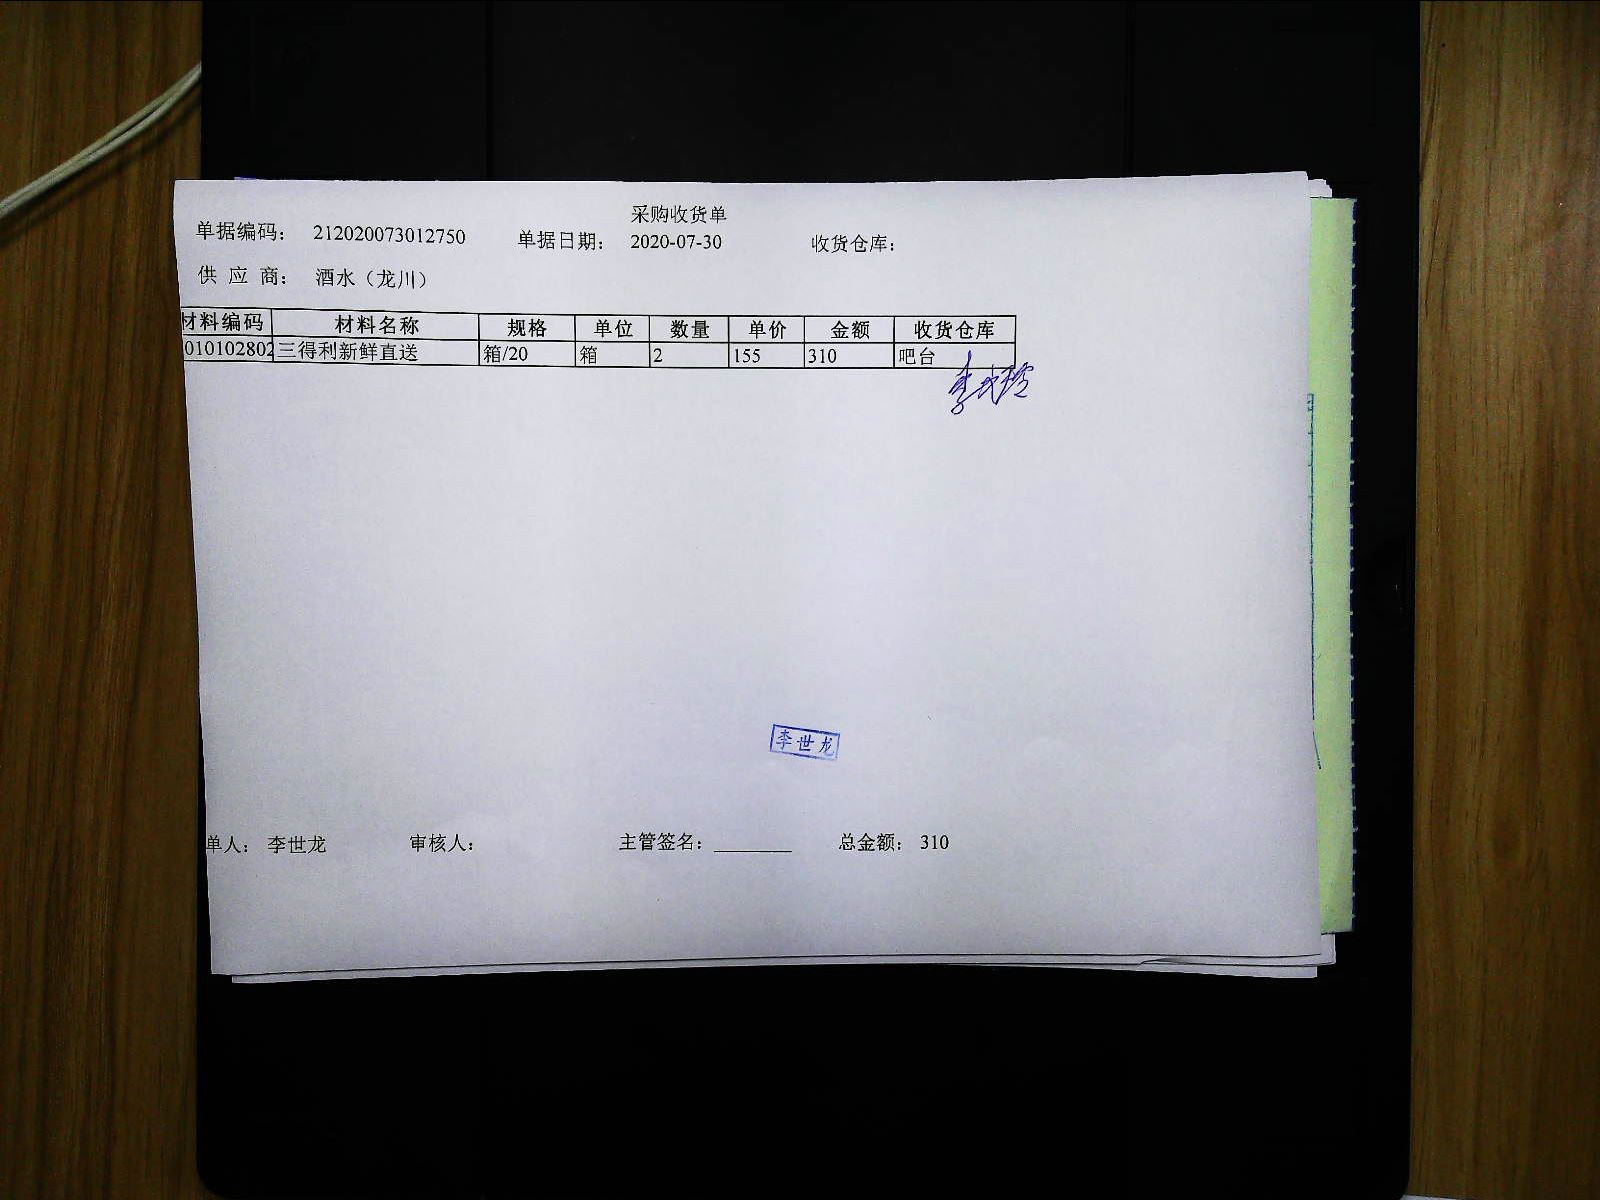 采购收货单
单据编码： 212020073012750 单据日期： 2020-07-30 收货仓库：
供 应 商： 酒水（龙川）
材料编码 材料名称 规格 单位 数量 单价 金额 收货仓库
010102802 三得利新鲜直送 箱/20 箱 2 155 310 吧台
李世龙
单人： 李世龙 审核人： 主管签名： 总金额： 310